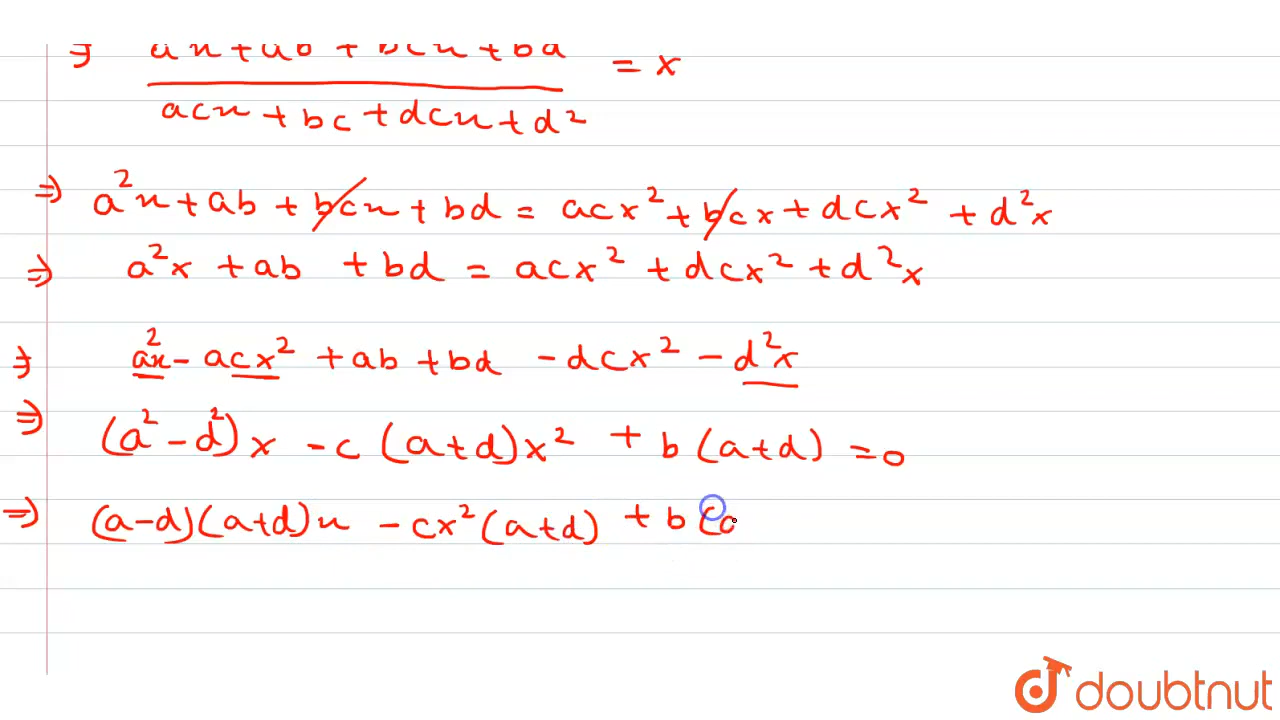 ⇒ a x + ab + bcx + bd = x
acx + bc + dcx + d²
⇒ a²x + ab + bcx + bd = acx² + bcx + dcx² + d²x
⇒ a²x + ab + bd = acx² + dcx² + d²x
⇒ a²x - acx² + ab + bd - dcx² - d²x
⇒ (a² - d²)x - c(a+d)x² + b(a+d) = 0
⇒ (a-d)(a+d)x - cx²(a+d) + b(a
doubtnut